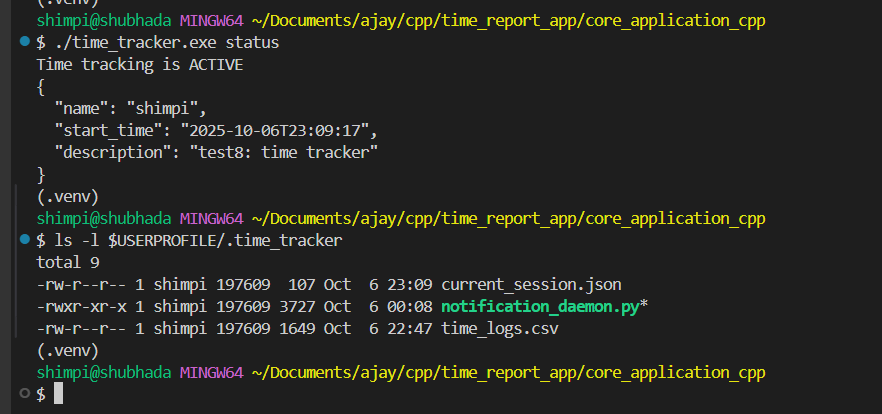 (.venv)
shimpi@shubhada MINGW64 ~/Documents/ajay/cpp/time_report_app/core_application_cpp
$ ./time_tracker.exe status
Time tracking is ACTIVE
{
  "name": "shimpi",
  "start_time": "2025-10-06T23:09:17",
  "description": "test8: time tracker"
}
(.venv)
shimpi@shubhada MINGW64 ~/Documents/ajay/cpp/time_report_app/core_application_cpp
$ ls -l $USERPROFILE/.time_tracker
total 9
-rw-r--r-- 1 shimpi 197609  107 Oct  6 23:09 current_session.json
-rwxr-xr-x 1 shimpi 197609 3727 Oct  6 00:08 notification_daemon.py*
-rw-r--r-- 1 shimpi 197609 1649 Oct  6 22:47 time_logs.csv
(.venv)
shimpi@shubhada MINGW64 ~/Documents/ajay/cpp/time_report_app/core_application_cpp
$